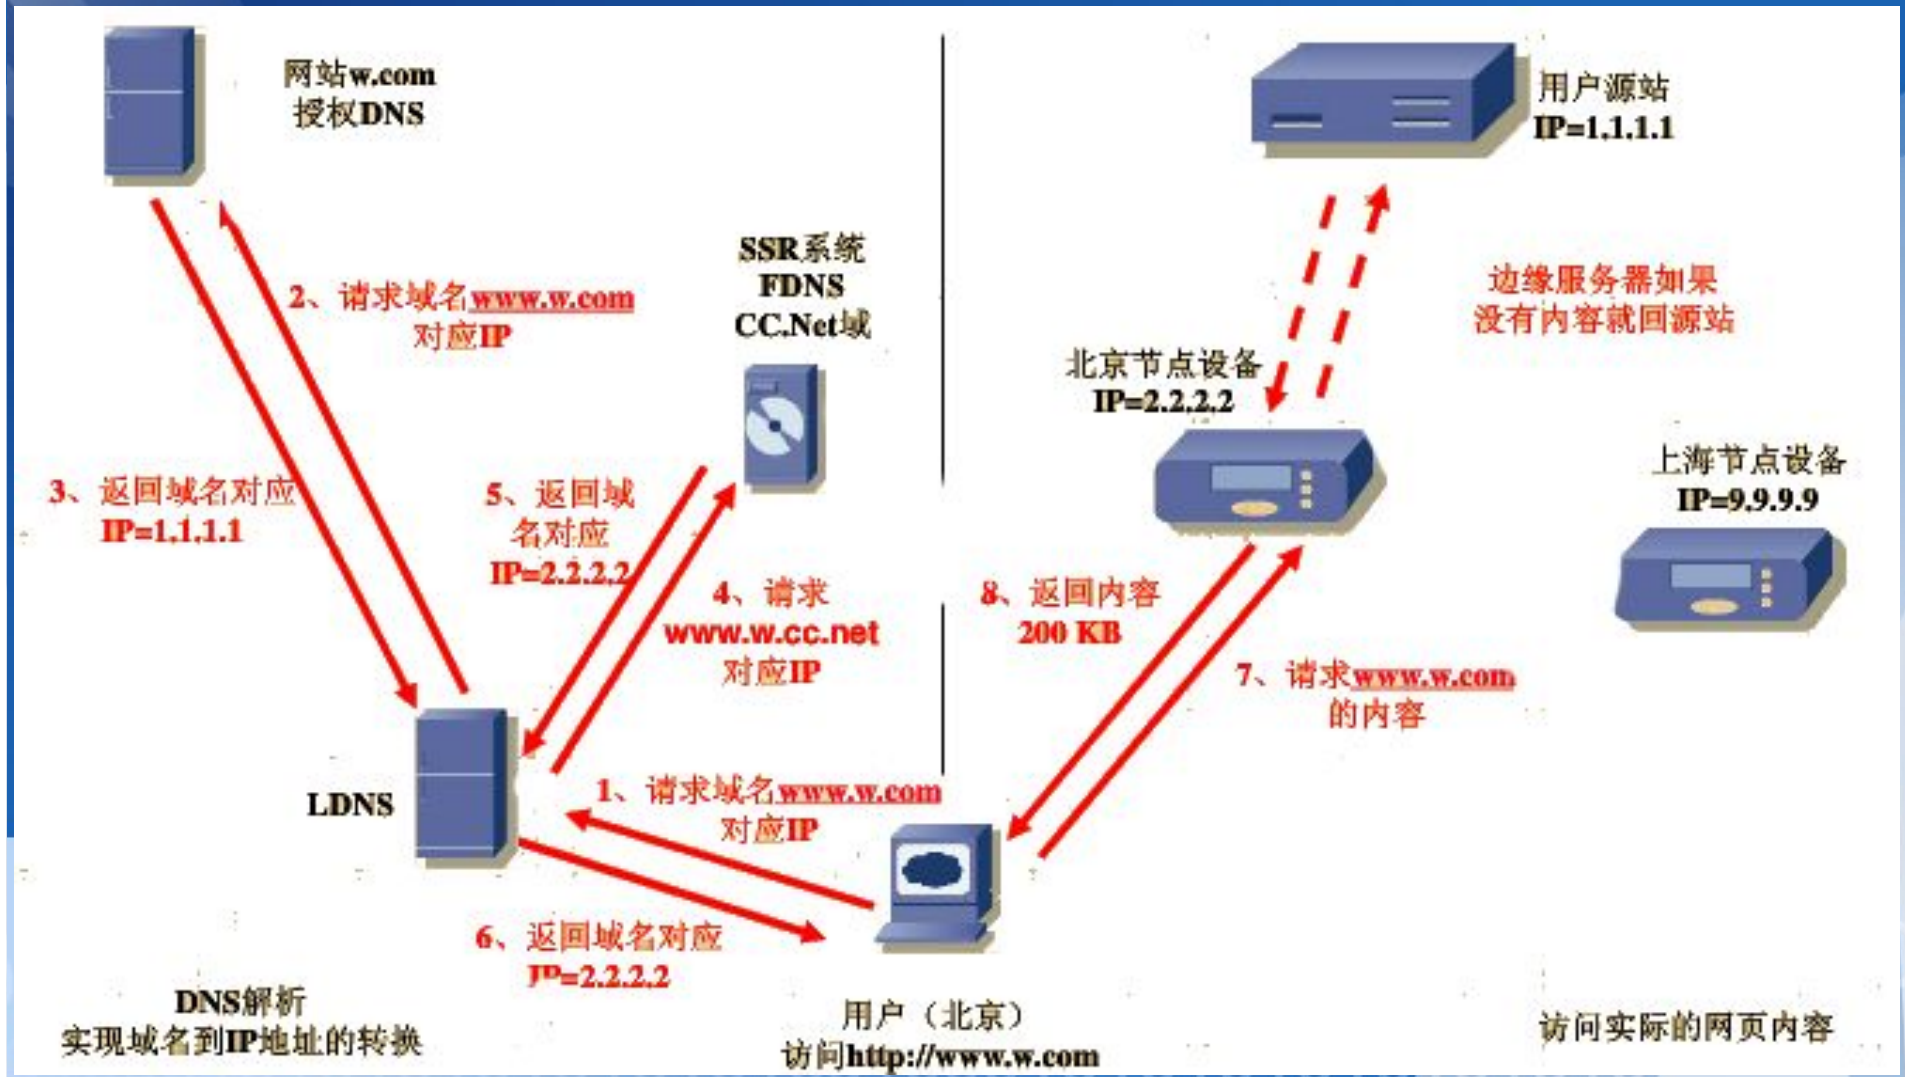 网站w.com
授权DNS
用户源站
IP=1.1.1.1
SSR系统
FDNS
CC.Net域
2、请求域名www.w.com
对应IP
边缘服务器如果
没有内容就回源站
北京节点设备
IP=2.2.2.2
上海节点设备
IP=9.9.9.9
3、返回域名对应
IP=1.1.1.1
5、返回域
名对应
IP=2.2.2.2
4、请求
www.w.cc.net
对应IP
8、返回内容
200 KB
7、请求www.w.com
的内容
LDNS
1、请求域名www.w.com
对应IP
6、返回域名对应
IP=2.2.2.2
DNS解析
实现域名到IP地址的转换
用户（北京）
访问http://www.w.com
访问实际的网页内容